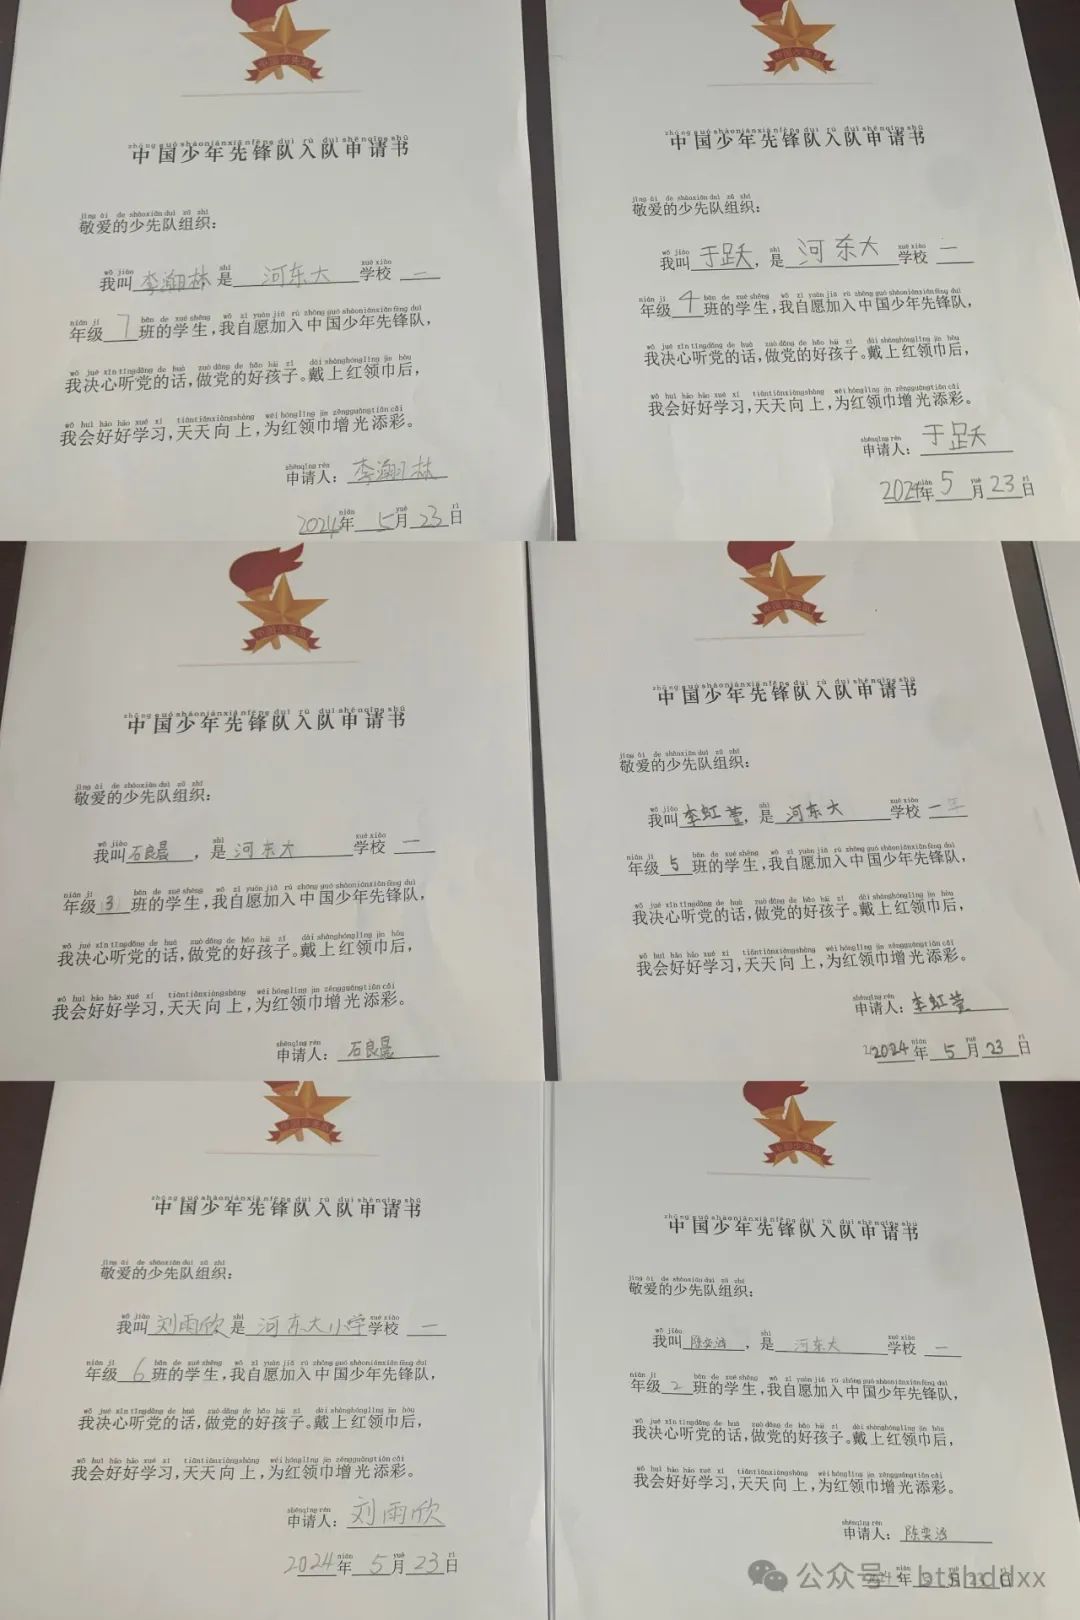 中国少年先锋队入队申请书
敬爱的少先队组织：
我叫李瀚林是河东大学校一
年级7班的学生，我自愿加入中国少年先锋队，
我决心听党的话，做党的好孩子。戴上红领巾后，
我会好好学习，天天向上，为红领巾增光添彩。
申请人：李瀚林
2024年5月23日
中国少年先锋队入队申请书
敬爱的少先队组织：
我叫于跃，是河东大学校一
年级4班的学生，我自愿加入中国少年先锋队，
我决心听党的话，做党的好孩子。戴上红领巾后，
我会好好学习，天天向上，为红领巾增光添彩。
申请人：于跃
2024年5月23日
中国少年先锋队入队申请书
敬爱的少先队组织：
我叫石良晨，是河东大学校一
年级3班的学生，我自愿加入中国少年先锋队，
我决心听党的话，做党的好孩子。戴上红领巾后，
我会好好学习，天天向上，为红领巾增光添彩。
申请人：石良晨
中国少年先锋队入队申请书
敬爱的少先队组织：
我叫李虹萱，是河东大学校一
年级5班的学生，我自愿加入中国少年先锋队，
我决心听党的话，做党的好孩子。戴上红领巾后，
我会好好学习，天天向上，为红领巾增光添彩。
申请人：李虹萱
2024年5月23日
中国少年先锋队入队申请书
敬爱的少先队组织：
我叫刘雨欣是河东大小学学校一
年级6班的学生，我自愿加入中国少年先锋队，
我决心听党的话，做党的好孩子。戴上红领巾后，
我会好好学习，天天向上，为红领巾增光添彩。
申请人：刘雨欣
2024年5月23日
中国少年先锋队入队申请书
敬爱的少先队组织：
我叫陈奕，是河东大学校一
年级2班的学生，我自愿加入中国少年先锋队，
我决心听党的话，做党的好孩子。戴上红领巾后，
我会好好学习，天天向上，为红领巾增光添彩。
申请人：陈奕
年月日
公众号·btshddxx